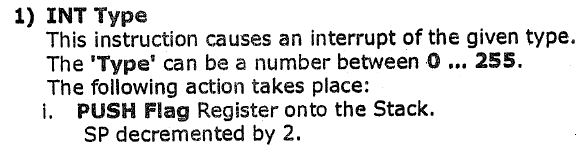 1) INT Type
This instruction causes an interrupt of the given type.
The 'Type' can be a number between 0 ... 255.
The following action takes place:
i. PUSH Flag Register onto the Stack.
SP decremented by 2.